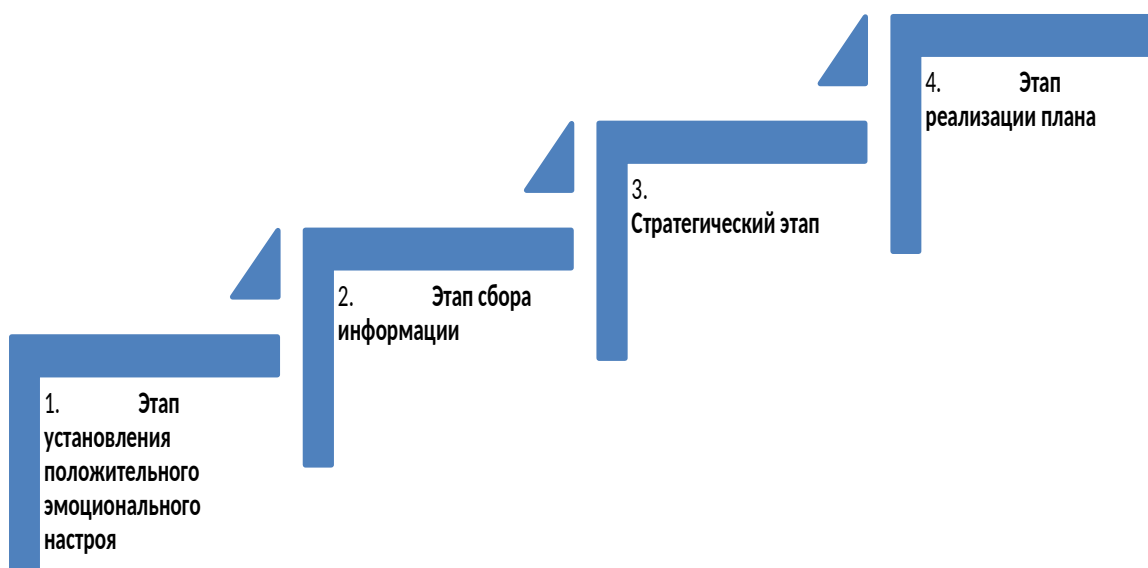 1. Этап
установления
положительного
эмоционального
настроя
2. Этап сбора
информации
3.
Стратегический этап
4. Этап
реализации плана